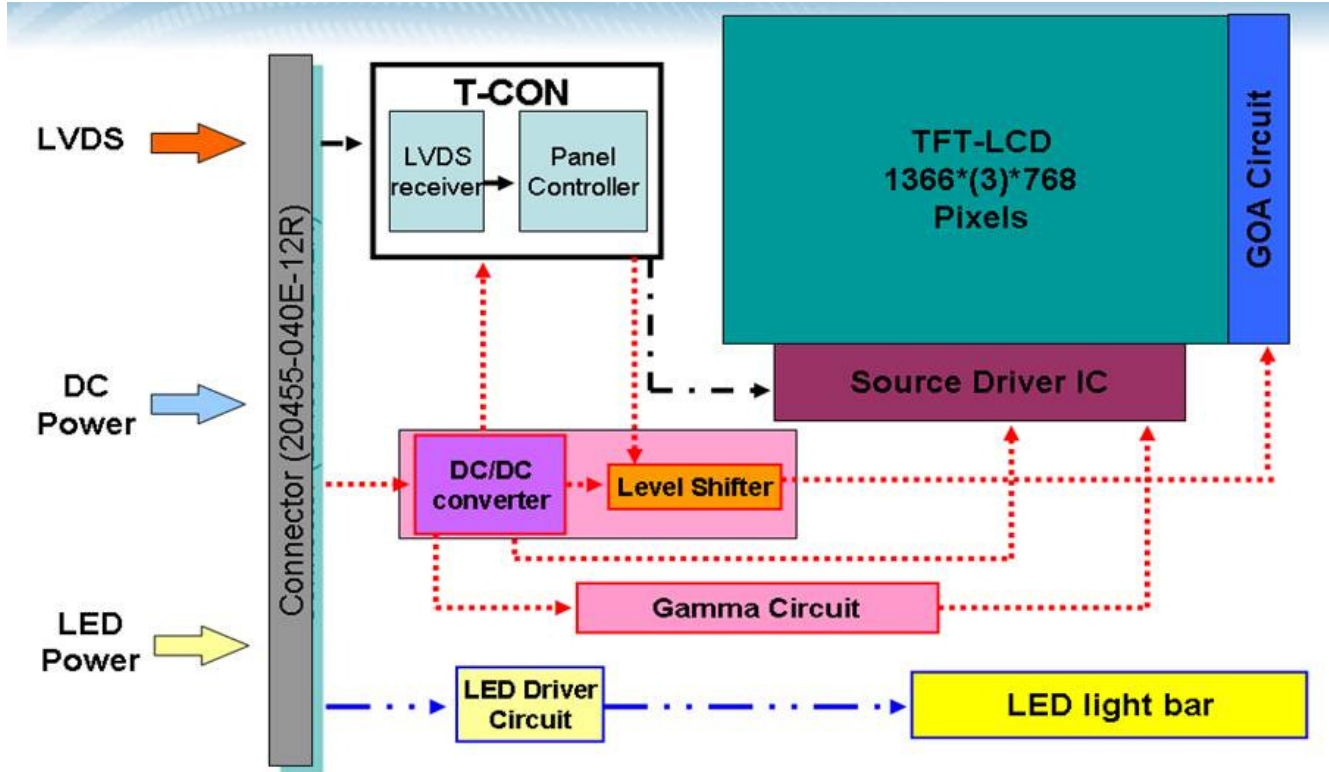 LVDS
DC
Power
LED
Power
Connector (20455-040E-12R)
T-CON
LVDS
receiver
Panel
Controller
TFT-LCD
1366*(3)*768
Pixels
GOA Circuit
Source Driver IC
DC/DC
converter
Level Shifter
Gamma Circuit
LED Driver
Circuit
LED light bar